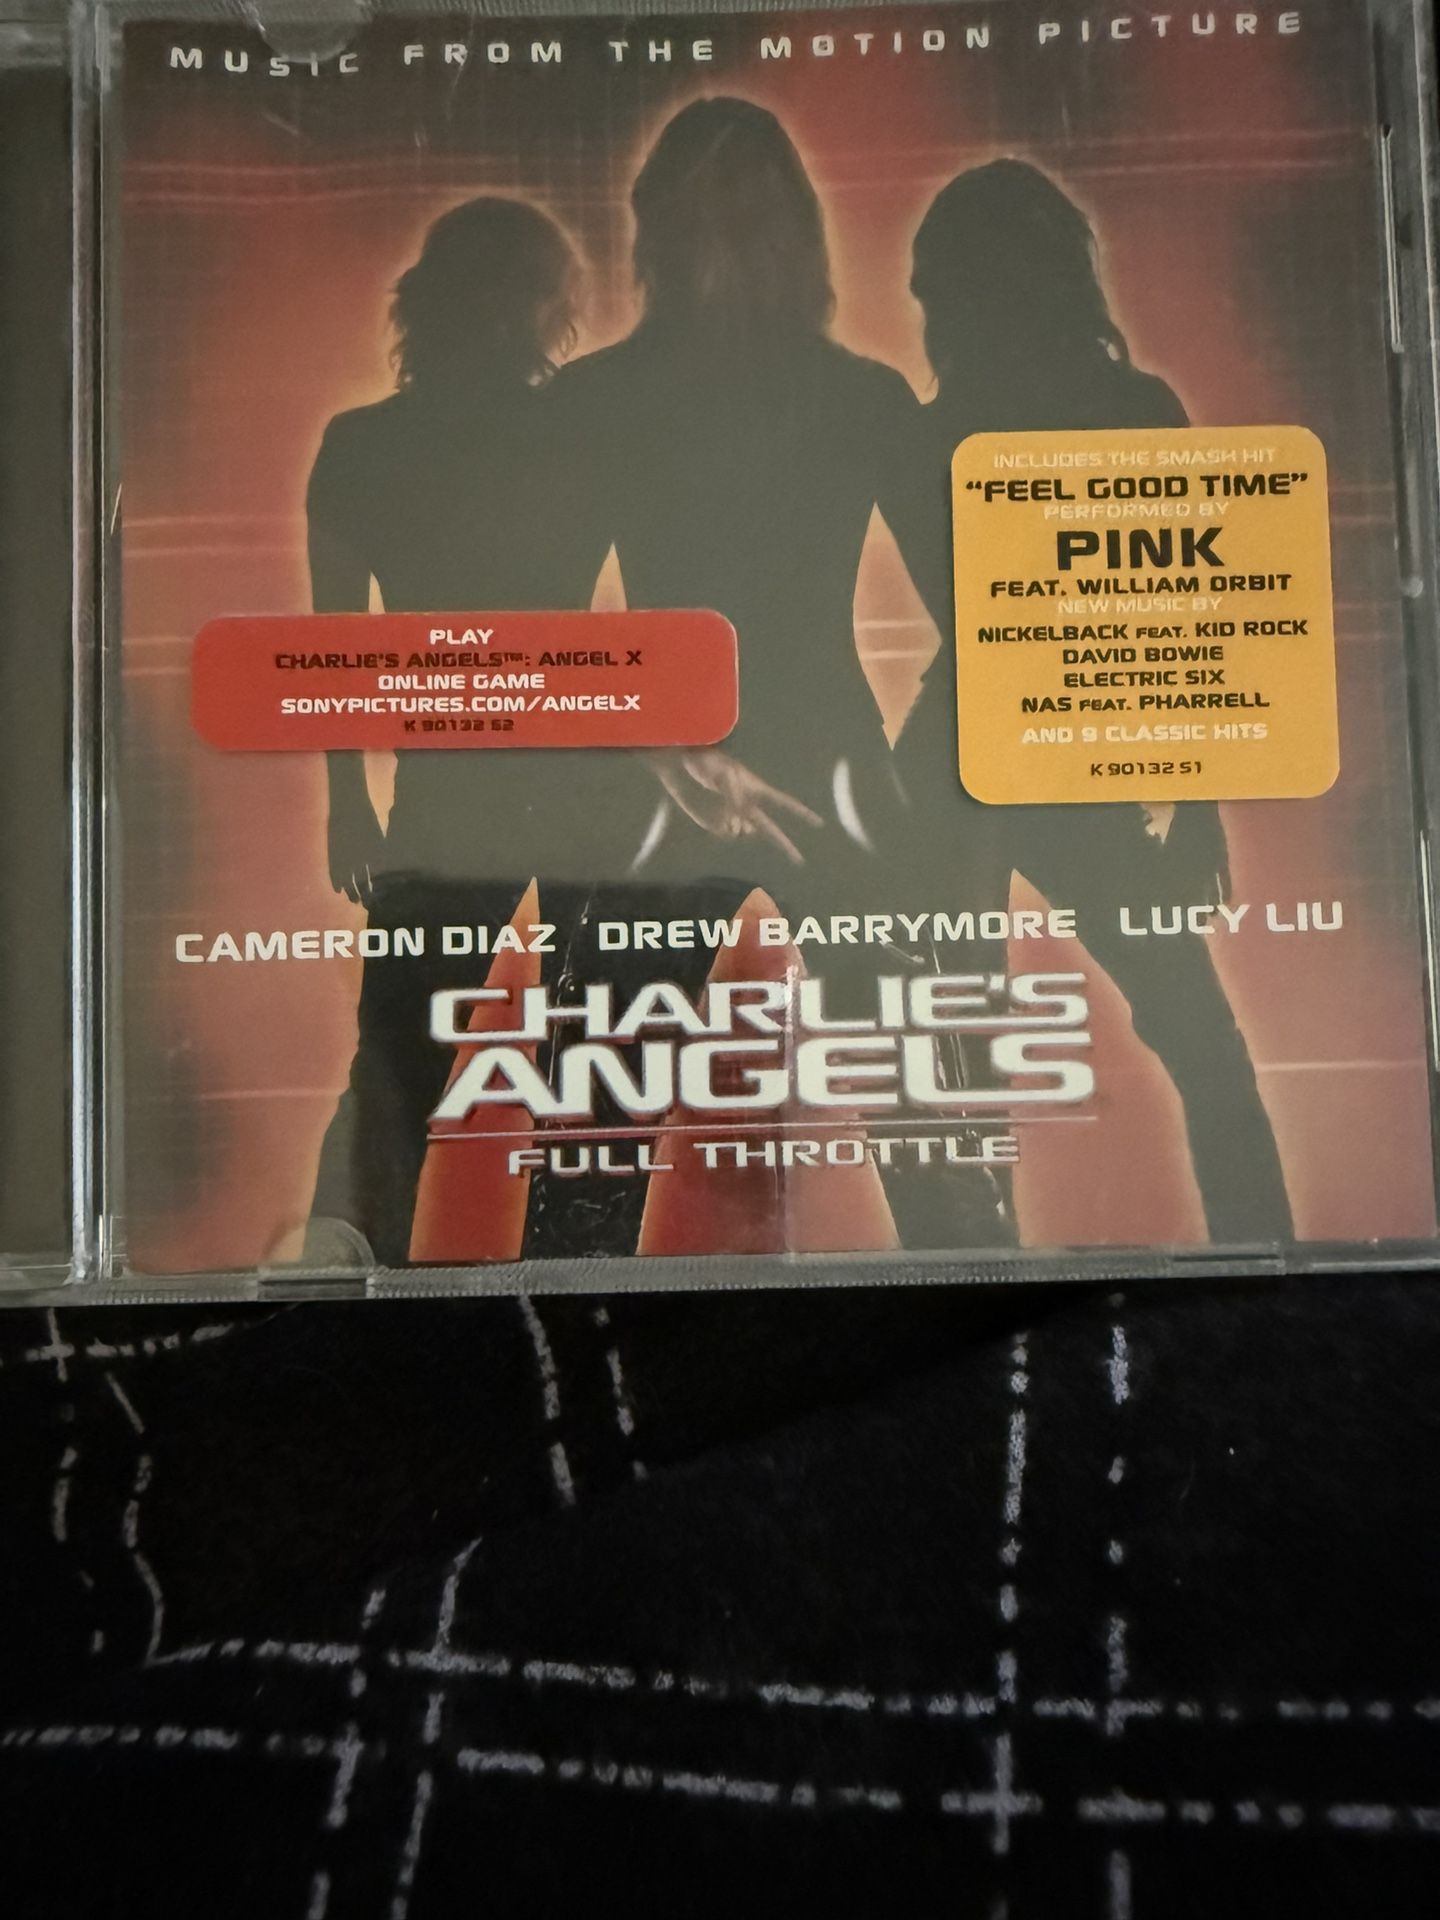 MUSIC FROM THE MOTION PICTURE
INCLUDES THE SMASH HIT
“FEEL GOOD TIME”
PERFORMED BY
PINK
FEAT. WILLIAM ORBIT
NEW MUSIC BY
NICKELBACK FEAT. KID ROCK
DAVID BOWIE
ELECTRIC SIX
NAS FEAT. PHARRELL
AND 9 CLASSIC HITS
K 90132 S1
PLAY
CHARLIE'S ANGELS™: ANGEL X
ONLINE GAME
SONYPICTURES.COM/ANGELX
K 90132 S2
CAMERON DIAZ DREW BARRYMORE LUCY LIU
CHARLIE'S
ANGELS
FULL THROTTLE